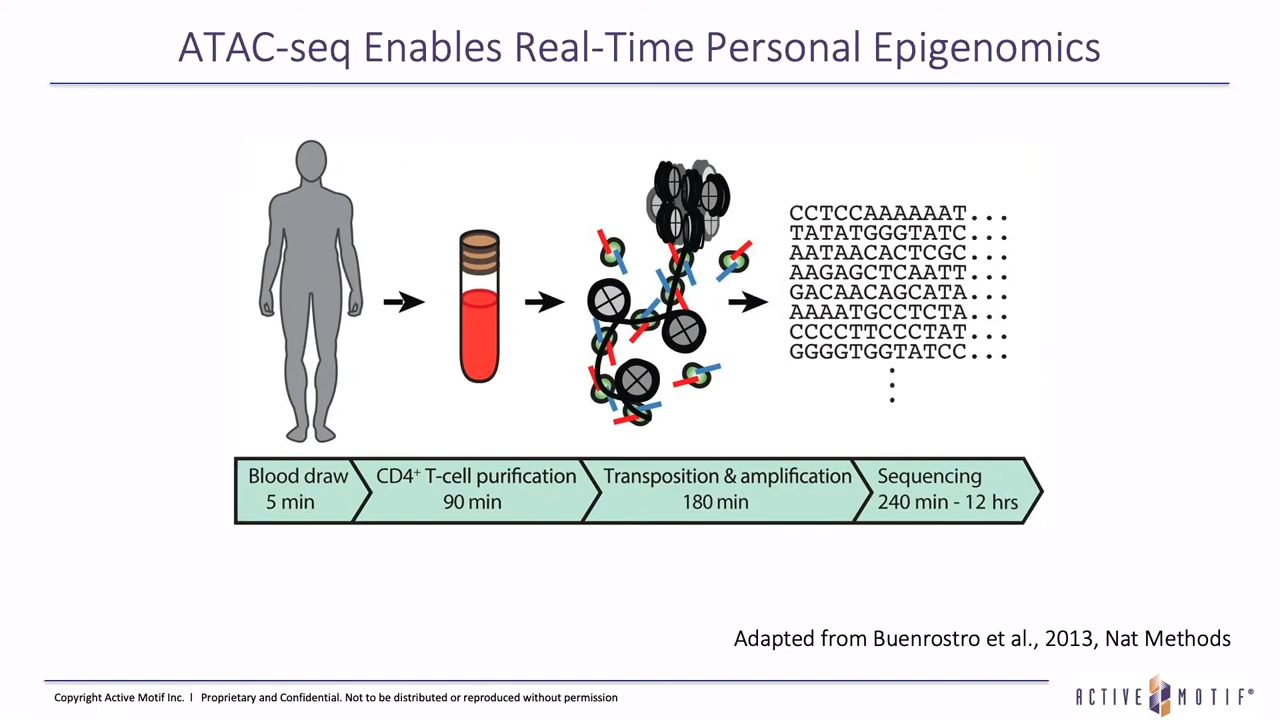 ATAC-seq Enables Real-Time Personal Epigenomics
CCTCCAAAAAAT...
TATATGGGTATC...
AATAACACTCGC...
AAGAGCTCAATT...
GACAACAGCATA...
AAAATGCCTCTA...
CCCCTTCCCTAT...
GGGGTGGTATCC...
Blood draw
5 min
CD4⁺ T-cell purification
90 min
Transposition & amplification
180 min
Sequencing
240 min - 12 hrs
Adapted from Buenrostro et al., 2013, Nat Methods
Copyright Active Motif Inc. | Proprietary and Confidential. Not to be distributed or reproduced without permission
ACTIVE MOTIF®